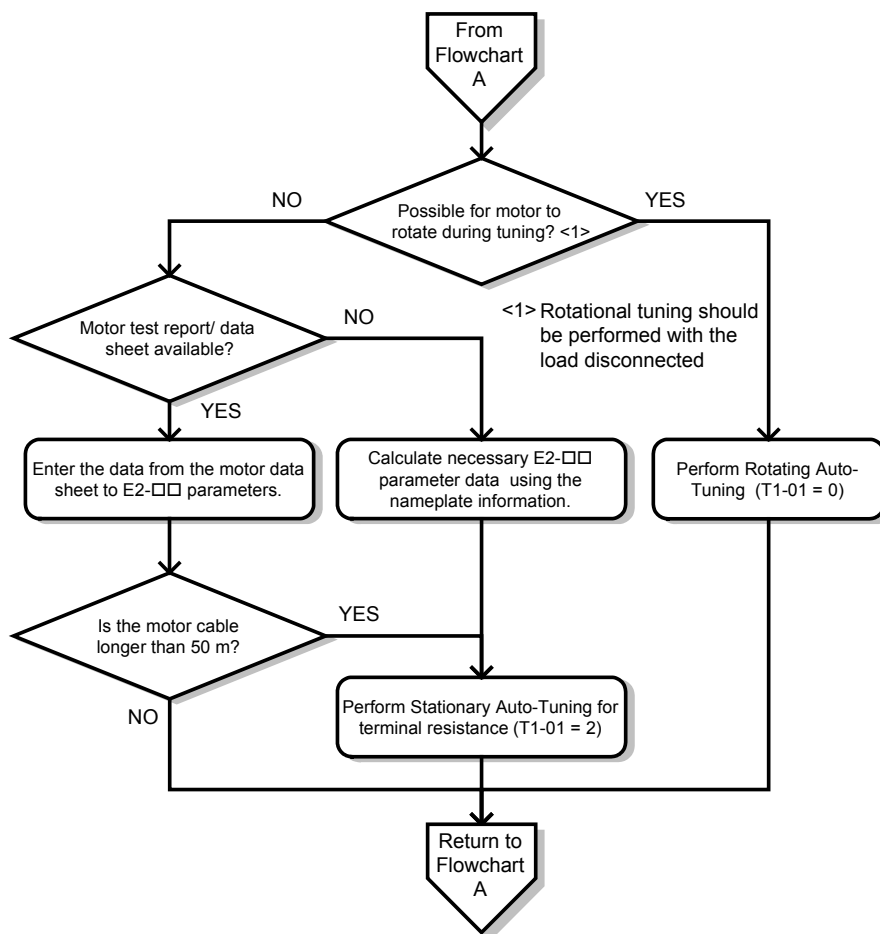 From
Flowchart
A
NO
YES
Possible for motor to
rotate during tuning? <1>
<1> Rotational tuning should
be performed with the
load disconnected
Motor test report/ data
sheet available?
NO
YES
Enter the data from the motor data
sheet to E2-□□ parameters.
Calculate necessary E2-□□
parameter data using the
nameplate information.
Perform Rotating Auto-
Tuning (T1-01 = 0)
Is the motor cable
longer than 50 m?
YES
NO
Perform Stationary Auto-Tuning for
terminal resistance (T1-01 = 2)
Return to
Flowchart
A